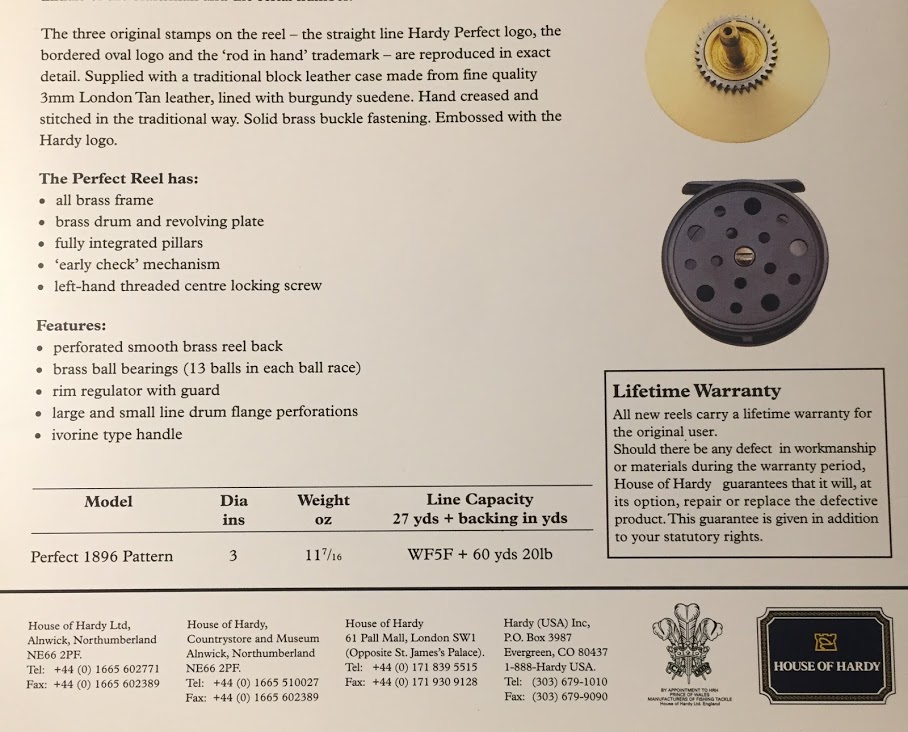 The three original stamps on the reel – the straight line Hardy Perfect logo, the
bordered oval logo and the ‘rod in hand’ trademark – are reproduced in exact
detail. Supplied with a traditional block leather case made from fine quality
3mm London Tan leather, lined with burgundy suedene. Hand creased and
stitched in the traditional way. Solid brass buckle fastening. Embossed with the
Hardy logo.
The Perfect Reel has:
• all brass frame
• brass drum and revolving plate
• fully integrated pillars
• ‘early check’ mechanism
• left-hand threaded centre locking screw
Features:
• perforated smooth brass reel back
• brass ball bearings (13 balls in each ball race)
• rim regulator with guard
• large and small line drum flange perforations
• ivorine type handle
Lifetime Warranty
All new reels carry a lifetime warranty for
the original user.
Should there be any defect in workmanship
or materials during the warranty period,
House of Hardy guarantees that it will, at
its option, repair or replace the defective
product. This guarantee is given in addition
to your statutory rights.
Model Dia Weight Line Capacity
ins oz 27 yds + backing in yds
Perfect 1896 Pattern 3 11 7/16 WF5F + 60 yds 20lb
House of Hardy Ltd,
Alnwick, Northumberland
NE66 2PF.
Tel: +44 (0) 1665 602771
Fax: +44 (0) 1665 602389
House of Hardy,
Countrystore and Museum
Alnwick, Northumberland
NE66 2PF.
Tel: +44 (0) 1665 510027
Fax: +44 (0) 1665 602389
House of Hardy
61 Pall Mall, London SW1
(Opposite St. James's Palace).
Tel: +44 (0) 171 839 5515
Fax: +44 (0) 171 930 9128
Hardy (USA) Inc,
P.O. Box 3987
Evergreen, CO 80437
1-888-Hardy USA.
Tel: (303) 679-1010
Fax: (303) 679-9090
BY APPOINTMENT TO HRH
PRINCE OF WALES
MANUFACTURERS OF FISHING TACKLE
House of Hardy Ltd. England
HOUSE OF HARDY